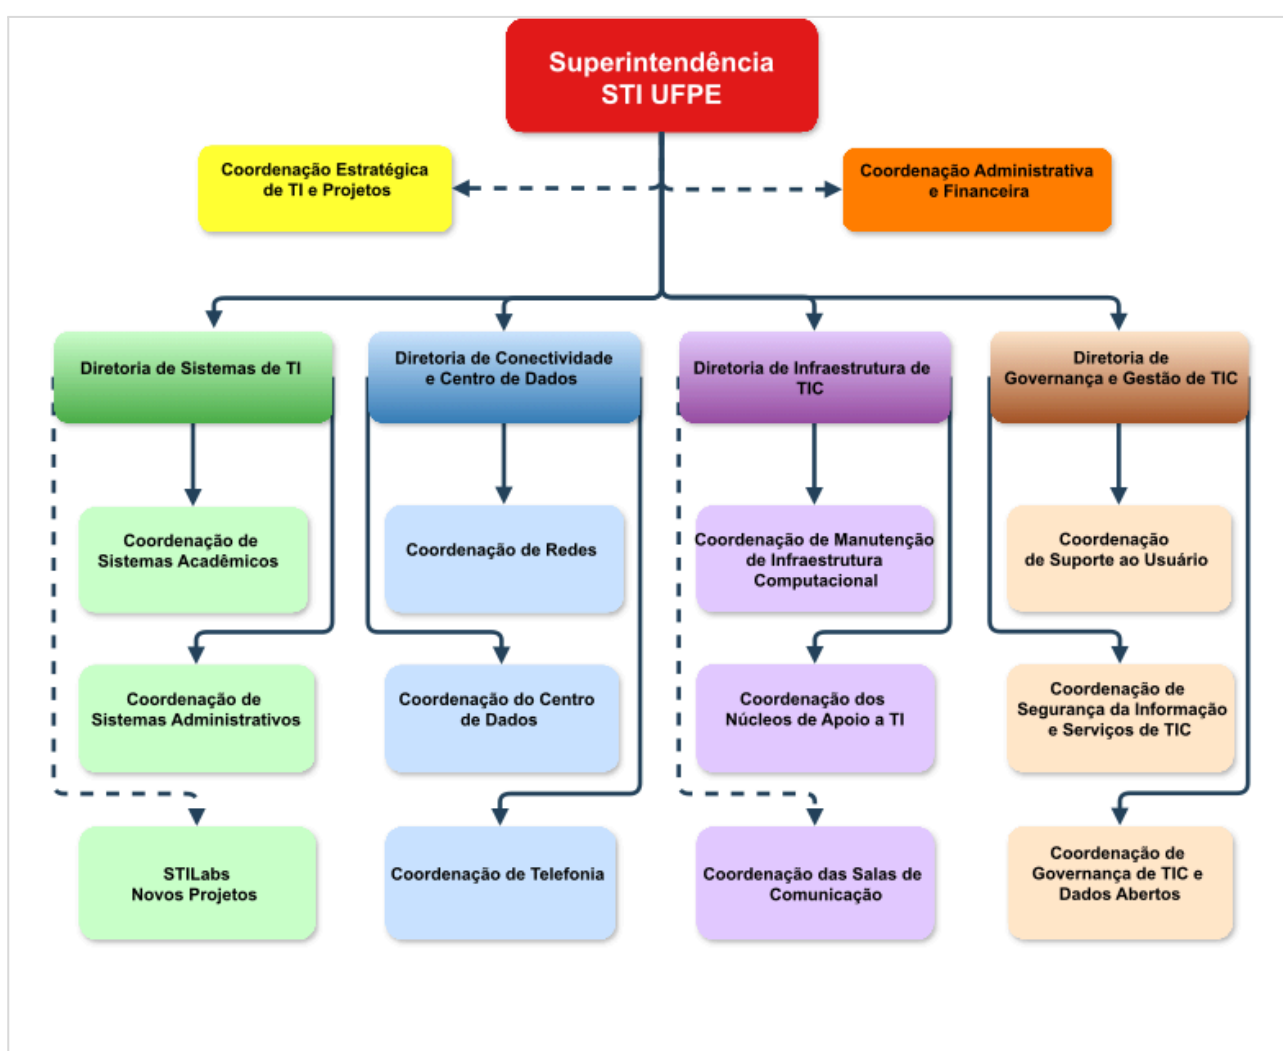 Superintendência
STI UFPE
Coordenação Estratégica
de TI e Projetos
Coordenação Administrativa
e Financeira
Diretoria de Sistemas de TI
Diretoria de Conectividade
e Centro de Dados
Diretoria de Infraestrutura de
TIC
Diretoria de
Governança e Gestão de TIC
Coordenação de
Sistemas Acadêmicos
Coordenação de Redes
Coordenação de Manutenção
de Infraestrutura
Computacional
Coordenação
de Suporte ao Usuário
Coordenação de
Sistemas Administrativos
Coordenação do Centro
de Dados
Coordenação dos
Núcleos de Apoio a TI
Coordenação de
Segurança da Informação
e Serviços de TIC
STILabs
Novos Projetos
Coordenação de Telefonia
Coordenação das Salas de
Comunicação
Coordenação de
Governança de TIC e
Dados Abertos